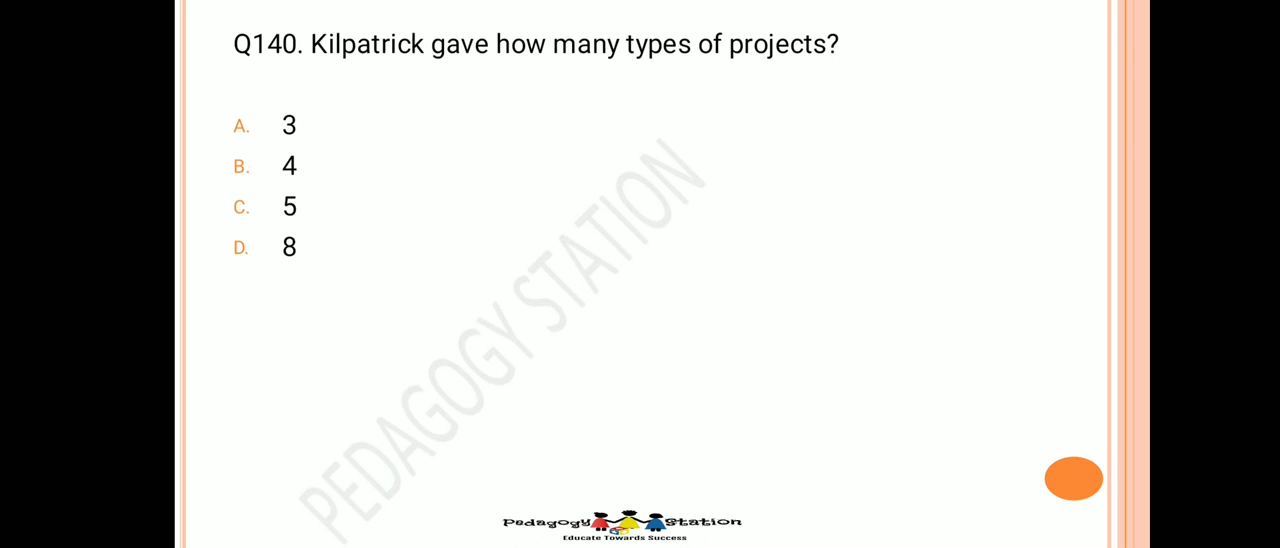 Q140. Kilpatrick gave how many types of projects?
A. 3
B. 4
C. 5
D. 8
PEDAGOGY STATION
Pedagogy Station
Educate Towards Success